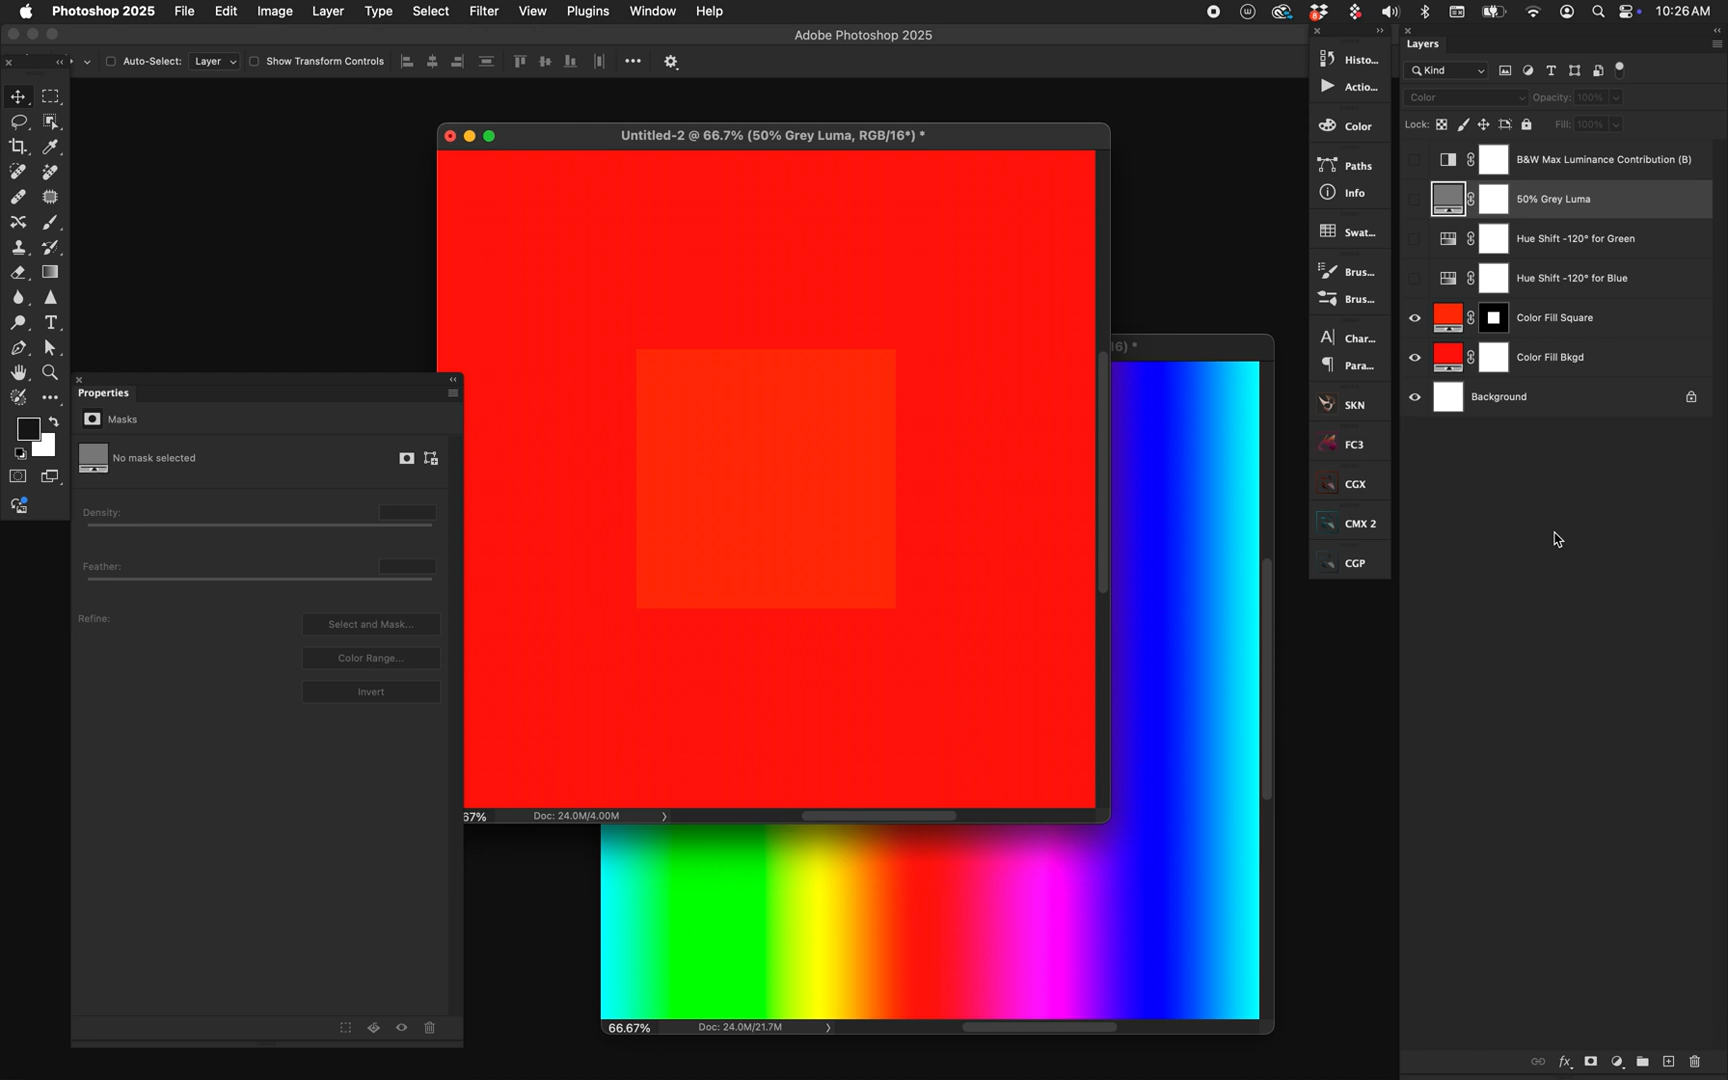 Photoshop 2025 File Edit Image Layer Type Select Filter View Plugins Window Help 8 10:26 AM
Adobe Photoshop 2025
Auto-Select: Layer Show Transform Controls
Untitled-2 @ 66.7% (50% Grey Luma, RGB/16*) *
16) *
67% Doc: 24.0M/4.00M
66.67% Doc: 24.0M/21.7M
Properties
Masks
No mask selected
Density:
Feather:
Refine:
Select and Mask...
Color Range...
Invert
Histo...
Actio...
Color
Paths
Info
Swat...
Brus...
Brus...
Char...
Para...
SKN
FC3
CGX
CMX 2
CGP
Layers
Kind
Color Opacity: 100%
Lock: Fill: 100%
B&W Max Luminance Contribution (B)
50% Grey Luma
Hue Shift -120° for Green
Hue Shift -120° for Blue
Color Fill Square
Color Fill Bkgd
Background
fx